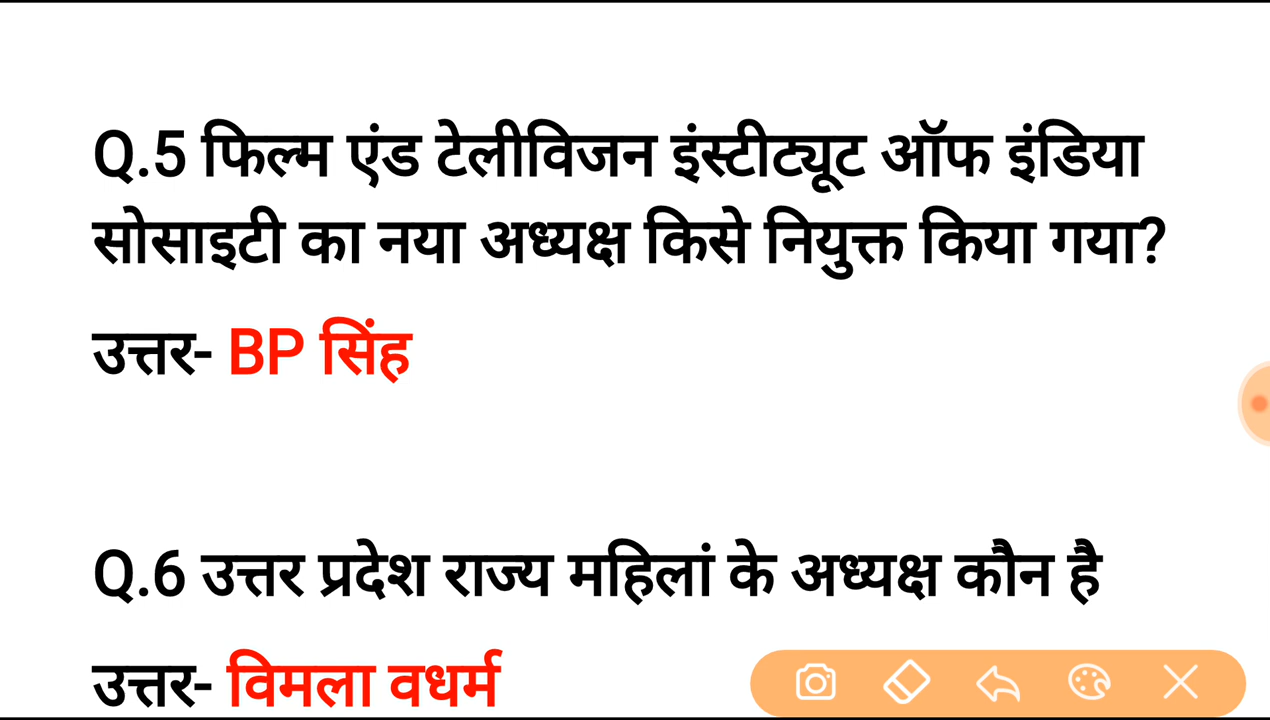 Q.5 फिल्म एंड टेलीविजन इंस्टीट्यूट ऑफ इंडिया
सोसाइटी का नया अध्यक्ष किसे नियुक्त किया गया?
उत्तर- BP सिंह
Q.6 उत्तर प्रदेश राज्य महिलां के अध्यक्ष कौन है
उत्तर- विमला वधर्म